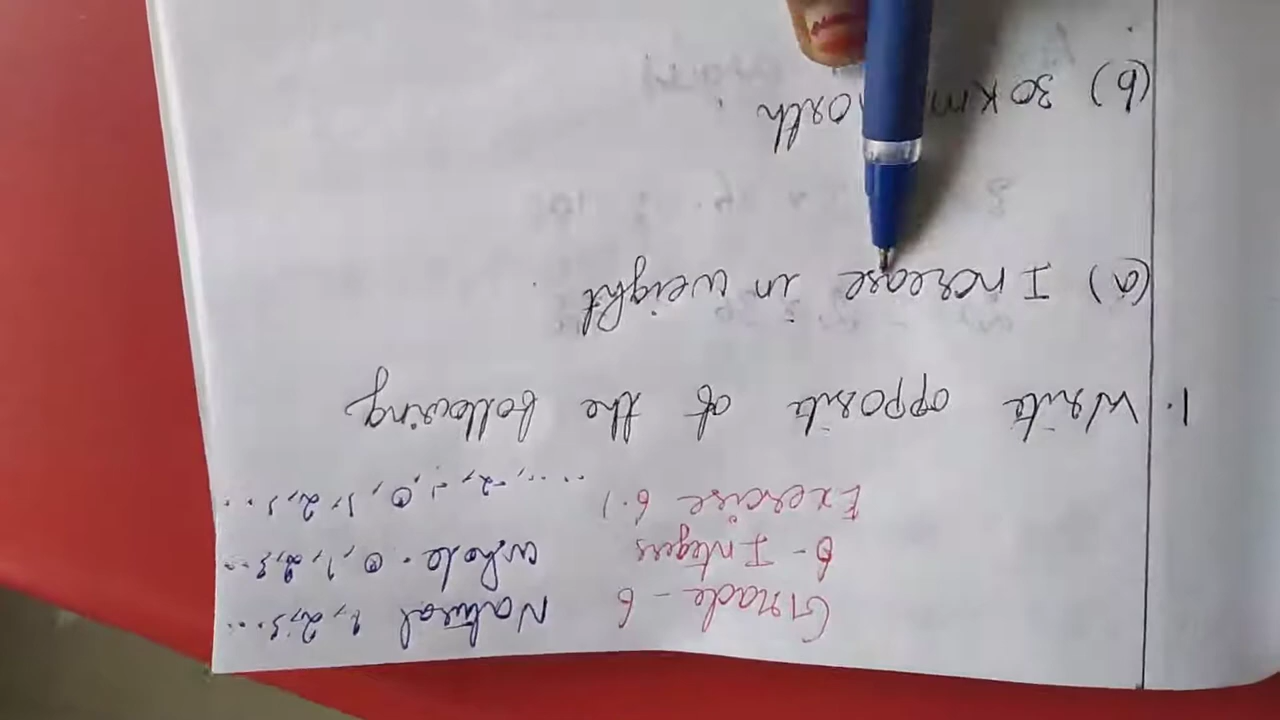 Grade - 6 Natural 1, 2, 3...
6 - Integers Whole. 0, 1, 2, 3...
Exercise 6.1 ...., -2, -1, 0, 1, 2, ...
1. Write opposite of the following
(a) Increase in weight
(b) 30 km north